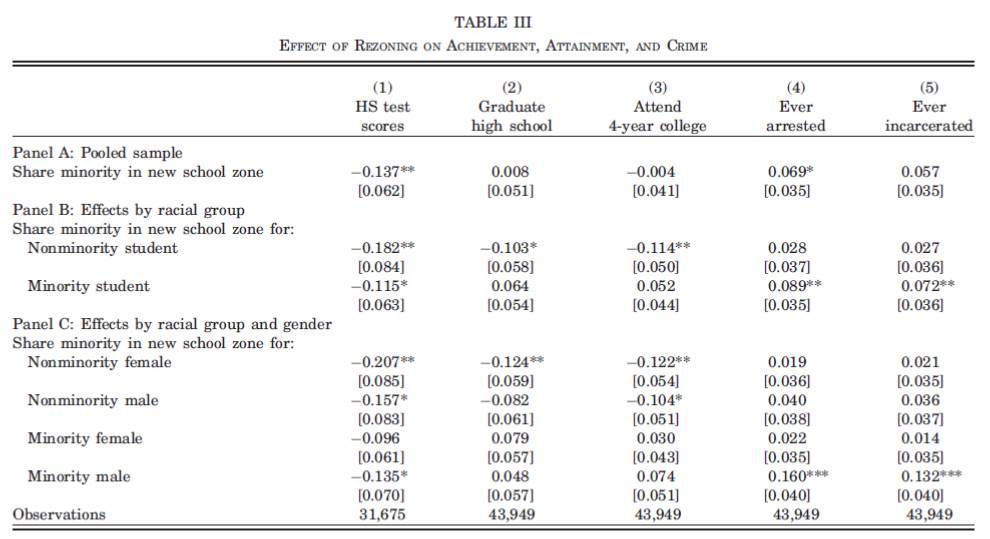 TABLE III
EFFECT OF REZONING ON ACHIEVEMENT, ATTAINMENT, AND CRIME
(1) (2) (3) (4) (5)
HS test Graduate Attend Ever Ever
scores high school 4-year college arrested incarcerated
Panel A: Pooled sample
Share minority in new school zone −0.137** 0.008 −0.004 0.069* 0.057
[0.062] [0.051] [0.041] [0.035] [0.035]
Panel B: Effects by racial group
Share minority in new school zone for:
Nonminority student −0.182** −0.103* −0.114** 0.028 0.027
[0.084] [0.058] [0.050] [0.037] [0.036]
Minority student −0.115* 0.064 0.052 0.089** 0.072**
[0.063] [0.054] [0.044] [0.035] [0.036]
Panel C: Effects by racial group and gender
Share minority in new school zone for:
Nonminority female −0.207** −0.124** −0.122** 0.019 0.021
[0.085] [0.059] [0.054] [0.036] [0.035]
Nonminority male −0.157* −0.082 −0.104* 0.040 0.036
[0.083] [0.061] [0.051] [0.038] [0.037]
Minority female −0.096 0.079 0.030 0.022 0.014
[0.061] [0.057] [0.043] [0.035] [0.035]
Minority male −0.135* 0.048 0.074 0.160*** 0.132***
[0.070] [0.057] [0.051] [0.040] [0.040]
Observations 31,675 43,949 43,949 43,949 43,949